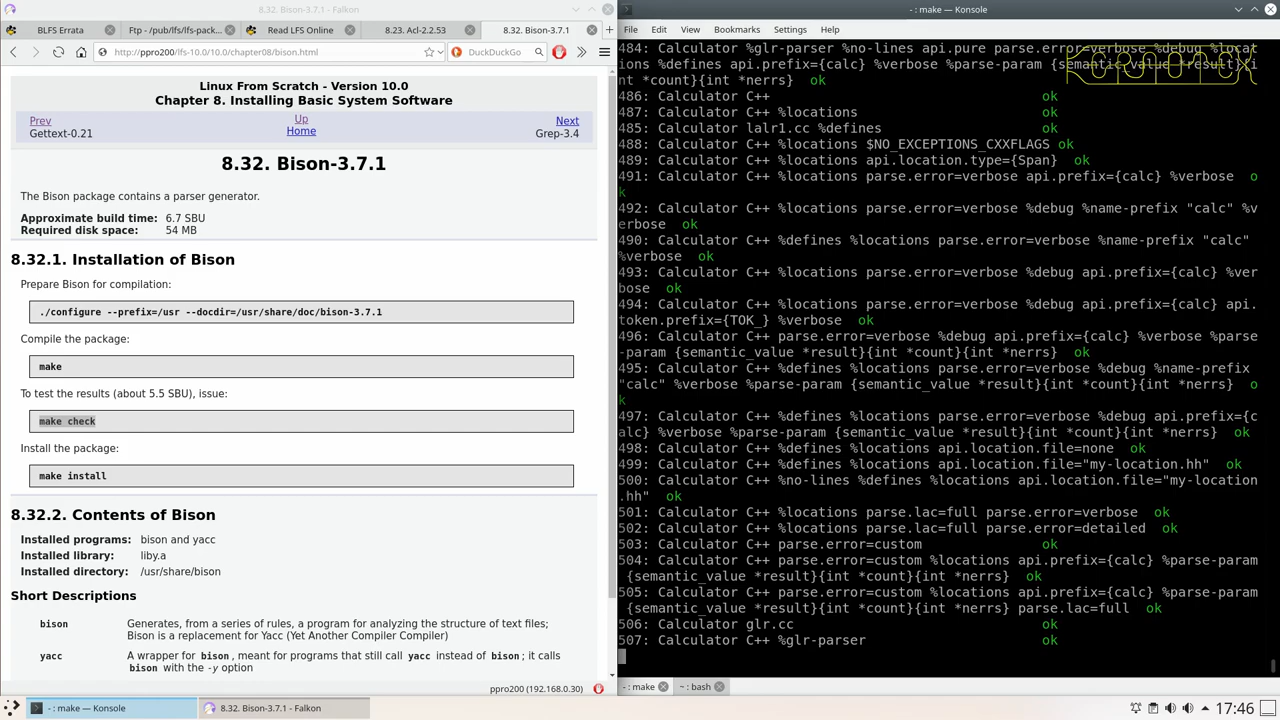 8.32. Bison-3.7.1 - Falkon
BLFS Errata
Ftp - /pub/lfs/lfs-pack...
Read LFS Online
8.23. Acl-2.2.53
8.32. Bison-3.7.1
http://ppro200/lfs-10.0/10.0/chapter08/bison.html
DuckDuckGo
Linux From Scratch - Version 10.0
Chapter 8. Installing Basic System Software
Prev
Up
Next
Gettext-0.21
Home
Grep-3.4
8.32. Bison-3.7.1
The Bison package contains a parser generator.
Approximate build time: 6.7 SBU
Required disk space: 54 MB
8.32.1. Installation of Bison
Prepare Bison for compilation:
./configure --prefix=/usr --docdir=/usr/share/doc/bison-3.7.1
Compile the package:
make
To test the results (about 5.5 SBU), issue:
make check
Install the package:
make install
8.32.2. Contents of Bison
Installed programs: bison and yacc
Installed library: liby.a
Installed directory: /usr/share/bison
Short Descriptions
bison Generates, from a series of rules, a program for analyzing the structure of text files;
Bison is a replacement for Yacc (Yet Another Compiler Compiler)
yacc A wrapper for bison, meant for programs that still call yacc instead of bison; it calls
bison with the -y option
ppro200 (192.168.0.30)
- : make — Konsole
File Edit View Bookmarks Settings Help
484: Calculator %glr-parser %no-lines api.pure parse.error=verbose %debug %locat
ions %defines api.prefix={calc} %verbose %parse-param {semantic_value *result}{i
nt *count}{int *nerrs} ok
486: Calculator C++ ok
487: Calculator C++ %locations ok
485: Calculator lalr1.cc %defines ok
488: Calculator C++ %locations $NO_EXCEPTIONS_CXXFLAGS ok
489: Calculator C++ %locations api.location.type={Span} ok
491: Calculator C++ %locations parse.error=verbose api.prefix={calc} %verbose o
k
492: Calculator C++ %locations parse.error=verbose %debug %name-prefix "calc" %v
erbose ok
490: Calculator C++ %defines %locations parse.error=verbose %name-prefix "calc"
%verbose ok
493: Calculator C++ %locations parse.error=verbose %debug api.prefix={calc} %ver
bose ok
494: Calculator C++ %locations parse.error=verbose %debug api.prefix={calc} api.
token.prefix={TOK_} %verbose ok
496: Calculator C++ parse.error=verbose %debug api.prefix={calc} %verbose %parse
-param {semantic_value *result}{int *count}{int *nerrs} ok
495: Calculator C++ %defines %locations parse.error=verbose %debug %name-prefix
"calc" %verbose %parse-param {semantic_value *result}{int *count}{int *nerrs} o
k
497: Calculator C++ %defines %locations parse.error=verbose %debug api.prefix={c
alc} %verbose %parse-param {semantic_value *result}{int *count}{int *nerrs} ok
498: Calculator C++ %defines %locations api.location.file=none ok
499: Calculator C++ %defines %locations api.location.file="my-location.hh" ok
500: Calculator C++ %no-lines %defines %locations api.location.file="my-location
.hh" ok
501: Calculator C++ %locations parse.lac=full parse.error=verbose ok
502: Calculator C++ %locations parse.lac=full parse.error=detailed ok
503: Calculator C++ parse.error=custom ok
504: Calculator C++ parse.error=custom %locations api.prefix={calc} %parse-param
{semantic_value *result}{int *count}{int *nerrs} ok
505: Calculator C++ parse.error=custom %locations api.prefix={calc} %parse-param
{semantic_value *result}{int *count}{int *nerrs} parse.lac=full ok
506: Calculator glr.cc ok
507: Calculator C++ %glr-parser ok
- : make
~ : bash
- : make — Konsole
8.32. Bison-3.7.1 - Falkon
17:46